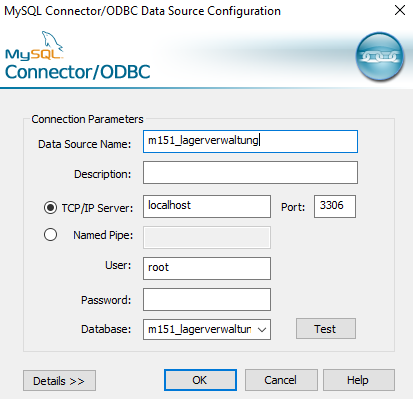 MySQL Connector/ODBC Data Source Configuration
MySQL
Connector/ODBC
Connection Parameters
Data Source Name: m151_lagerverwaltung
Description:
TCP/IP Server: localhost Port: 3306
Named Pipe:
User: root
Password:
Database: m151_lagerverwaltun Test
Details >> OK Cancel Help